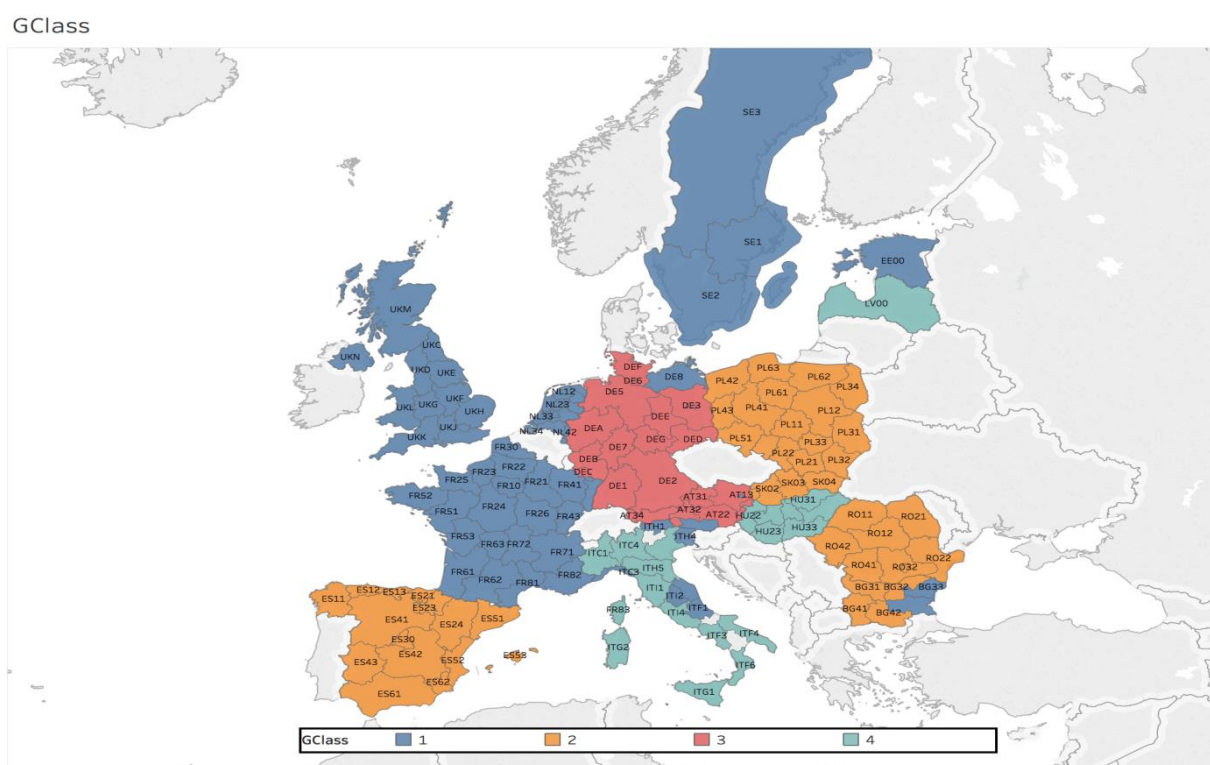 GClass
SE3
SE1
EE00
SE2
LV00
UKM
UKC
UKN
UKD
UKE
UKL
UKG
UKF
UKH
UKJ
UKK
DEF
DE6
DE8
DE5
DE3
DEE
DEA
DE7
DEG
DED
DEB
DEC
DE1
DE2
NL12
NL23
NL33
NL34
NL42
PL63
PL42
PL62
PL34
PL61
PL43
PL41
PL12
PL11
PL31
PL51
PL33
PL22
PL21
PL32
SK02
SK03
SK04
FR30
FR22
FR23
FR25
FR10
FR21
FR41
FR52
FR51
FR24
FR26
FR43
FR53
FR63
FR72
FR71
FR61
FR62
FR81
FR82
AT31
AT13
AT32
AT22
AT34
HU31
HU22
HU23
HU33
ITH1
ITH4
ITC4
ITC1
ITH5
ITC3
ITI1
ITI2
ITI4
ITF1
ITF3
ITF4
ITF6
ITG2
ITG1
FR83
RO11
RO21
RO12
RO42
RO22
RO41
RO32
BG31
BG32
BG33
BG41
BG42
ES11
ES12
ES13
ES21
ES23
ES41
ES24
ES51
ES30
ES42
ES43
ES52
ES53
ES62
ES61
GClass 1 2 3 4